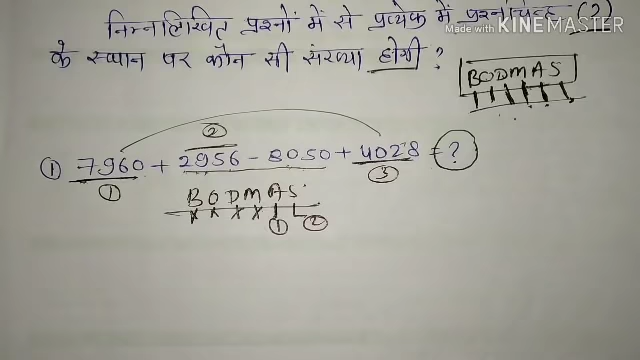 निम्नलिखित प्रश्नों में से प्रत्येक में प्रश्नचिन्ह (?)
Made with KINEMASTER
के स्थान पर कौन सी संख्या होगी ?
BODMAS
②
① 7960 + 2956 - 8050 + 4028 = ?
① ③
BODMAS
① ②